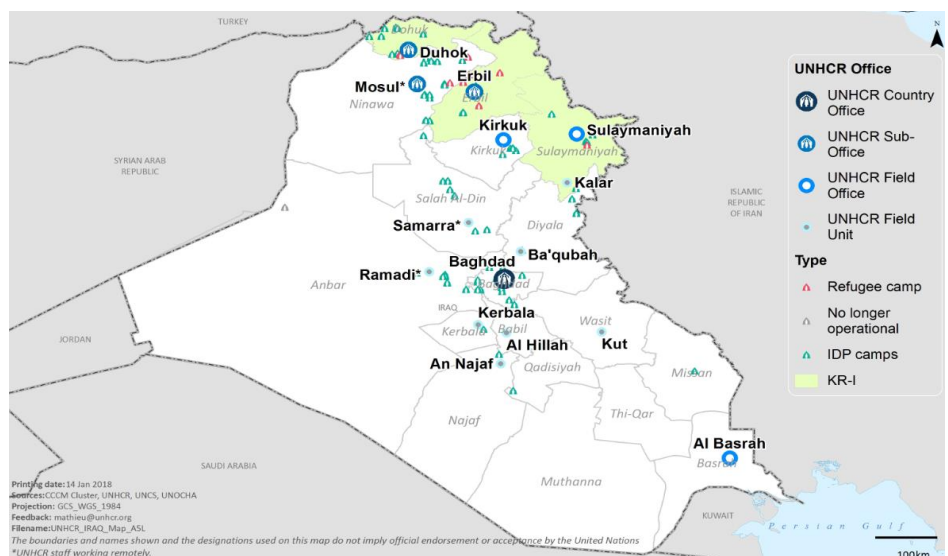 TURKEY
Dohuk
Duhok
Mosul*
Ninawa
Erbil
Erbil
Kirkuk
Kirkuk
Sulaymaniyah
Sulaymaniyah
SYRIAN ARAB
REPUBLIC
Kalar
Salah Al-Din
Samarra*
Diyala
ISLAMIC
REPUBLIC
OF IRAN
Ba'qubah
Baghdad
Baghdad
Ramadi*
Anbar
IRAQ
Kerbala
Kerbala
Babil
Al Hillah
Wasit
Kut
JORDAN
An Najaf
Qadisiyah
Missan
Najaf
Thi-Qar
Al Basrah
Basrah
Muthanna
SAUDI ARABIA
KUWAIT
Persian Gulf
100km
N
UNHCR Office
UNHCR Country
Office
UNHCR Sub-
Office
UNHCR Field
Office
UNHCR Field
Unit
Type
Refugee camp
No longer
operational
IDP camps
KR-I
Printing date:14 Jan 2018
Sources:CCCM Cluster, UNHCR, UNCS, UNOCHA
Projection: GCS_WGS_1984
Feedback: mathieu@unhcr.org
Filename:UNHCR_IRAQ_Map_A5L
The boundaries and names shown and the designations used on this map do not imply official endorsement or acceptance by the United Nations
*UNHCR staff working remotely.